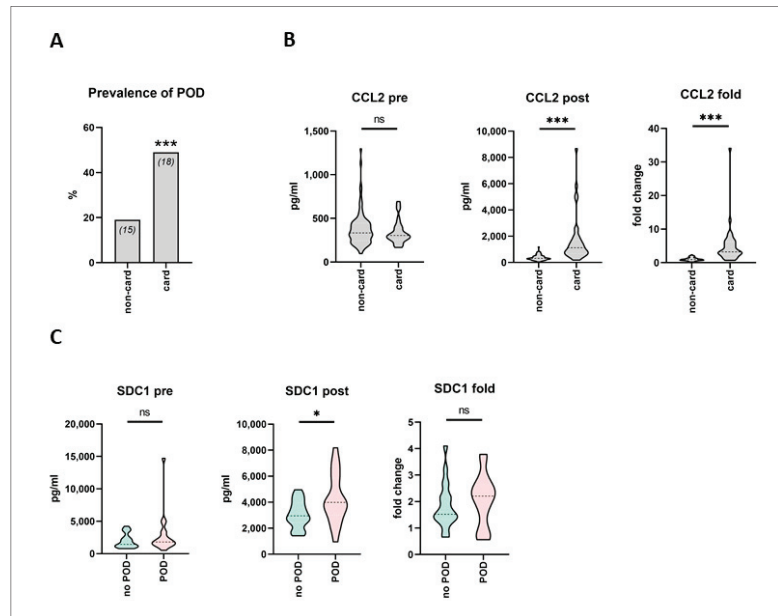 A
B
Prevalence of POD
60
40
20
0
%
(15)
***
(18)
non-card
card
CCL2 pre
ns
1,500
1,000
500
0
pg/ml
non-card
card
CCL2 post
***
10,000
8,000
6,000
4,000
2,000
0
pg/ml
non-card
card
CCL2 fold
***
40
30
20
10
0
fold change
non-card
card
C
SDC1 pre
ns
20,000
15,000
10,000
5,000
0
pg/ml
no POD
POD
SDC1 post
*
10,000
8,000
6,000
4,000
2,000
0
pg/ml
no POD
POD
SDC1 fold
ns
5
4
3
2
1
0
fold change
no POD
POD